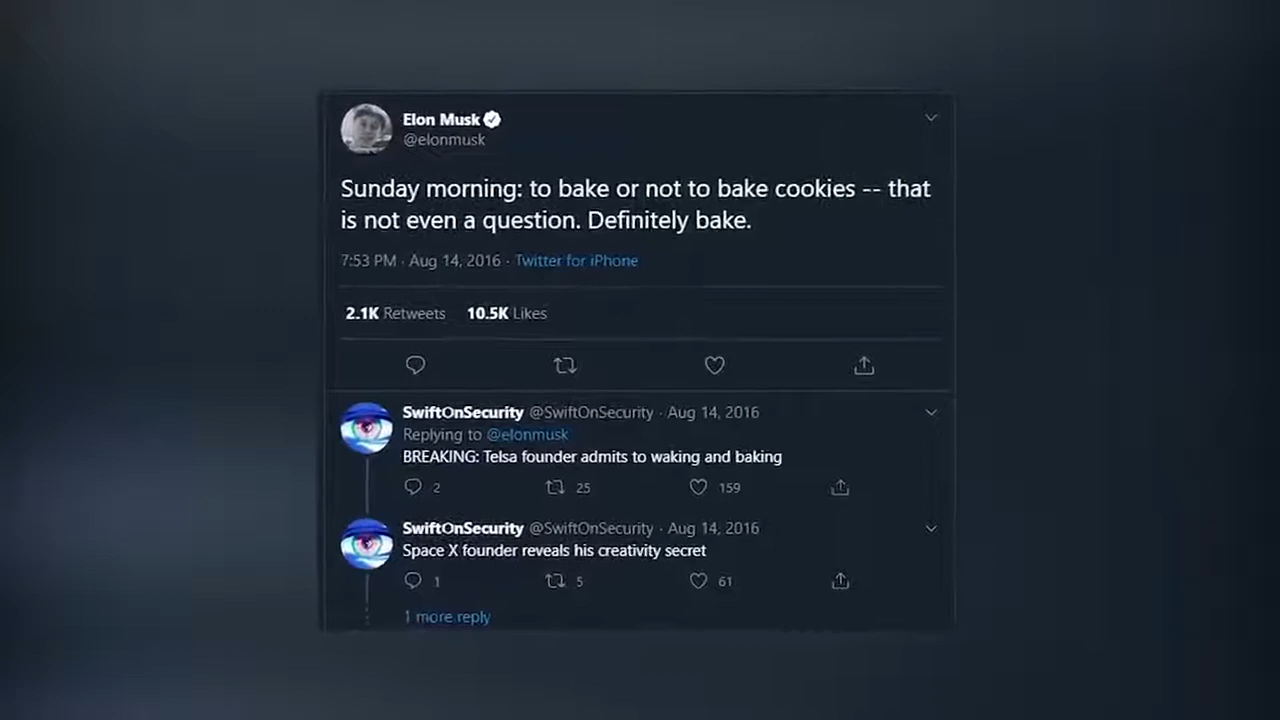 Elon Musk
@elonmusk
Sunday morning: to bake or not to bake cookies -- that
is not even a question. Definitely bake.
7:53 PM · Aug 14, 2016 · Twitter for iPhone
2.1K Retweets 10.5K Likes
SwiftOnSecurity @SwiftOnSecurity · Aug 14, 2016
Replying to @elonmusk
BREAKING: Telsa founder admits to waking and baking
2 25 159
SwiftOnSecurity @SwiftOnSecurity · Aug 14, 2016
Space X founder reveals his creativity secret
1 5 61
1 more reply